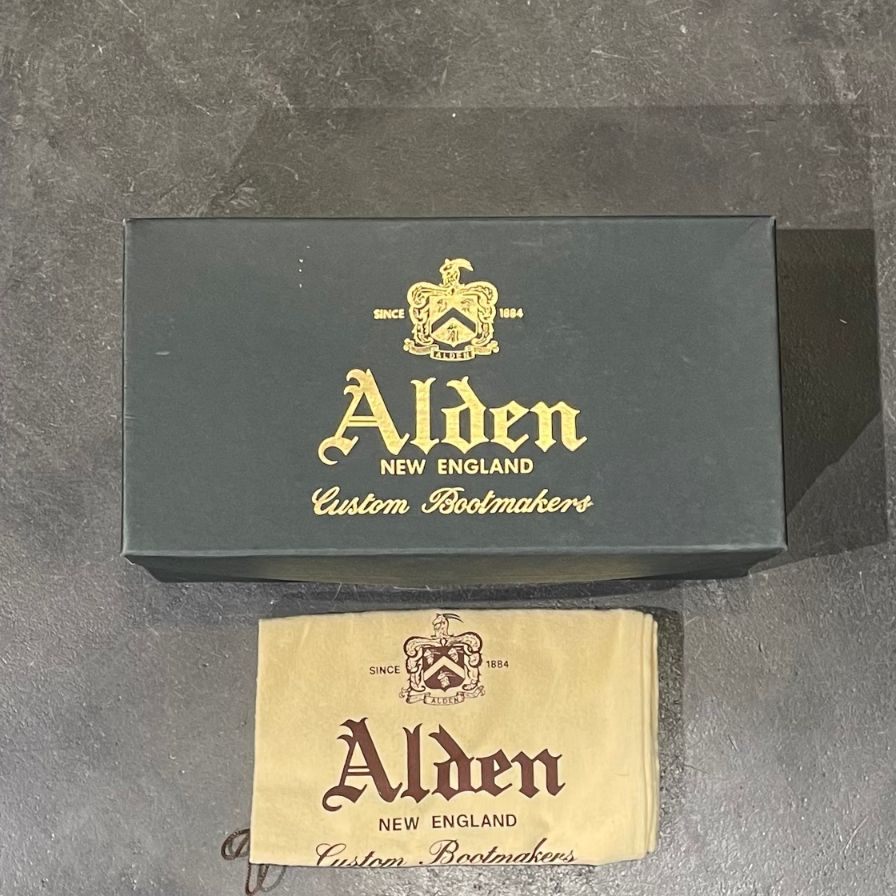 SINCE 1884
ALDEN
Alden
NEW ENGLAND
Custom Bootmakers
SINCE 1884
ALDEN
Alden
NEW ENGLAND
Custom Bootmakers